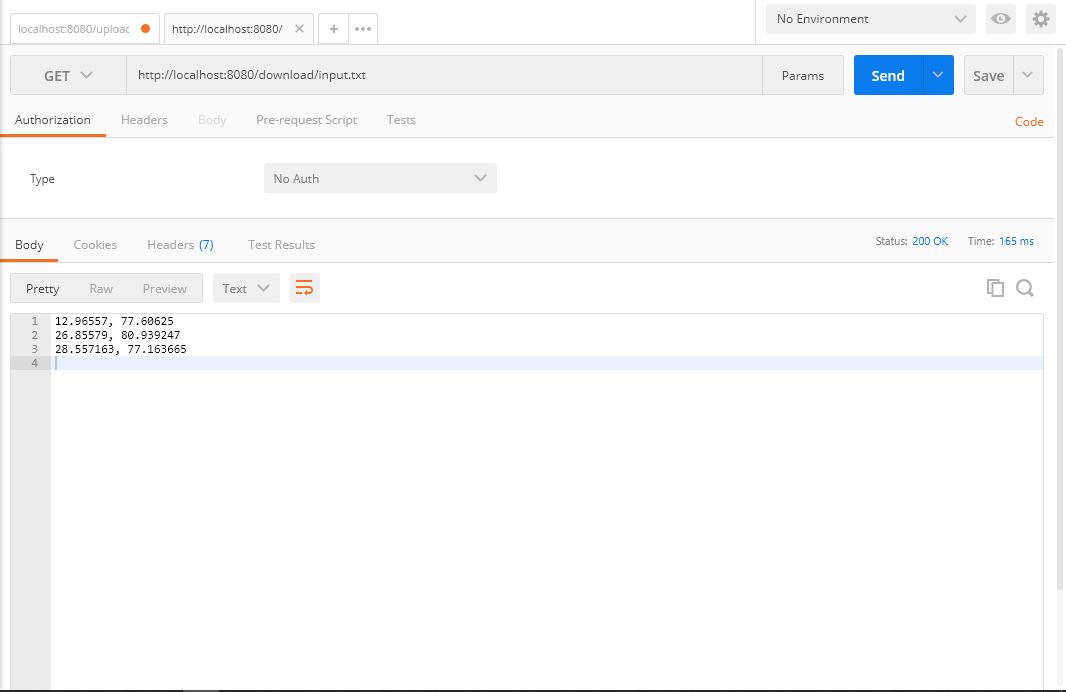 localhost:8080/upload
http://localhost:8080/
No Environment
GET
http://localhost:8080/download/input.txt
Params
Send
Save
Authorization
Headers
Body
Pre-request Script
Tests
Code
Type
No Auth
Body
Cookies
Headers (7)
Test Results
Status: 200 OK
Time: 165 ms
Pretty
Raw
Preview
Text
1 12.96557, 77.60625
2 26.85579, 80.939247
3 28.557163, 77.163665
4